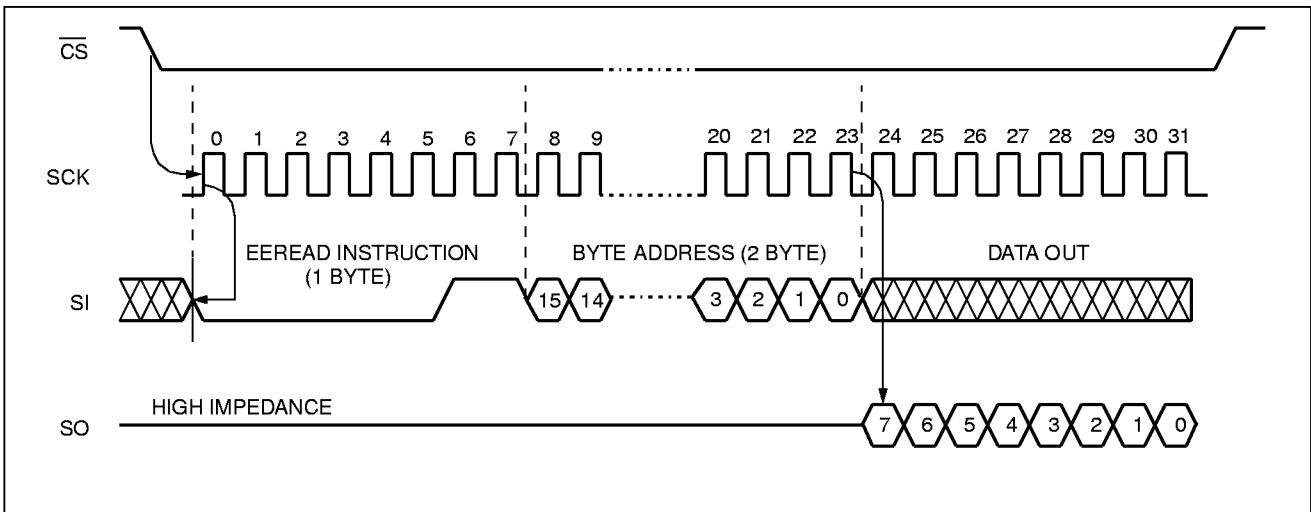 CS
0 1 2 3 4 5 6 7 8 9 20 21 22 23 24 25 26 27 28 29 30 31
SCK
EEREAD INSTRUCTION
(1 BYTE)
BYTE ADDRESS (2 BYTE)
DATA OUT
SI
15 14 3 2 1 0
HIGH IMPEDANCE
SO
7 6 5 4 3 2 1 0